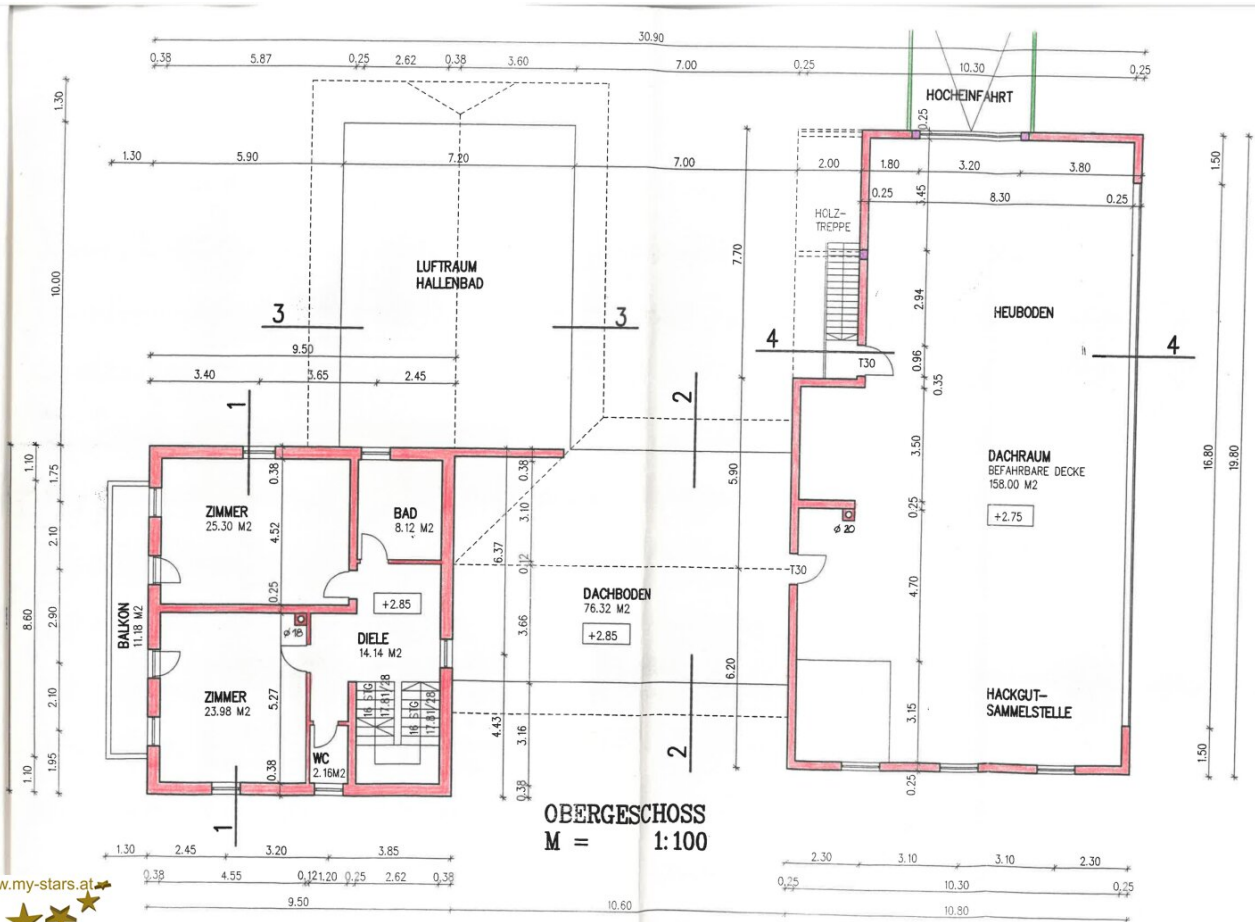 30.90
0.38 5.87 0.25 2.62 0.38 3.60 7.00 0.25 10.30 0.25
HOCHEINFAHRT
1.30
0.25
1.30 5.90 7.20 7.00 2.00 1.80 3.20 3.80
1.50
0.25 8.30 0.25
3.45
HOLZ-
TREPPE
LUFTRAUM
HALLENBAD
7.70
10.00
2.94
HEUBODEN
3 3
9.50
4 4
T30
0.96
3.40 3.65 2.45
0.35
1
2
1.10
1.75
0.38
0.38
5.90
3.50
DACHRAUM
BEFAHRBARE DECKE
158.00 M2
16.80
19.80
ZIMMER
25.30 M2
BAD
8.12 M2
3.10
+2.75
2.10
4.52
6.37
0.25
ø 20
0.12
T30
0.25
+2.85
DACHBODEN
76.32 M2
+2.85
8.60
BALKON
11.18 M2
2.90
ø 18
DIELE
14.14 M2
3.66
4.70
ZIMMER
23.98 M2
5.27
16 STG
17.81/28
16 STG
17.81/28
6.20
2.10
4.43
3.16
HACKGUT-
SAMMELSTELLE
3.15
WC
2.16M2
2
1.10
1.95
0.38
0.38
0.25
1.50
1
OBERGESCHOSS
M = 1:100
1.30 2.45 3.20 3.85
2.30 3.10 3.10 2.30
0.38 4.55 0.12 1.20 0.25 2.62 0.38
0.25 10.30 0.25
9.50 10.60 10.80
w.my-stars.at